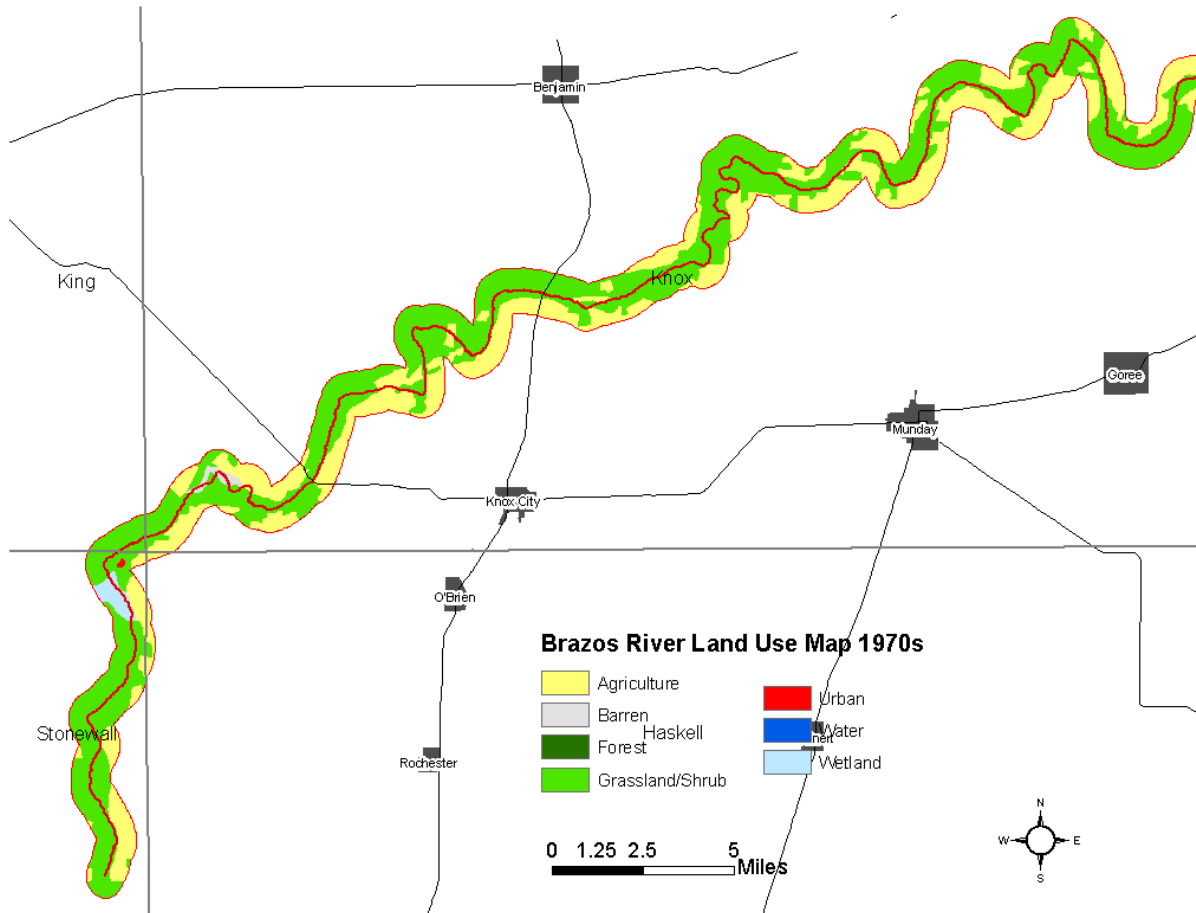 Benjamin
King
Knox
Goree
Munday
Knox City
O'Brien
Brazos River Land Use Map 1970s
Agriculture
Urban
Barren
Stonewall
Haskell
Water
Forest
Rochester
Wetland
Grassland/Shrub
0 1.25 2.5 5
Miles
N
W E
S